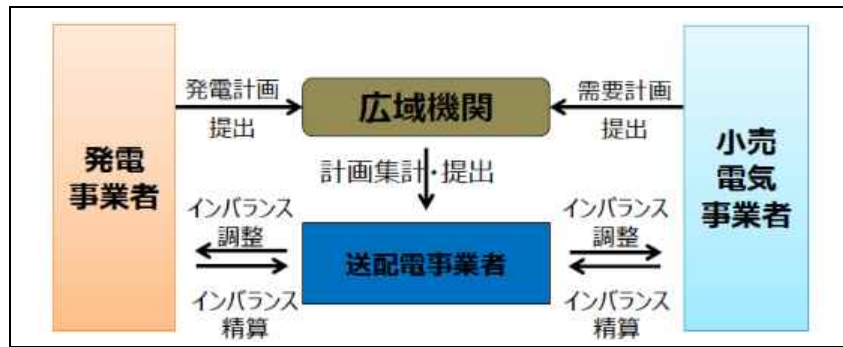 発電
事業者
発電計画
提出
広域機関
需要計画
提出
小売
電気
事業者
計画集計・提出
インバランス
調整
インバランス
精算
送配電事業者
インバランス
調整
インバランス
精算